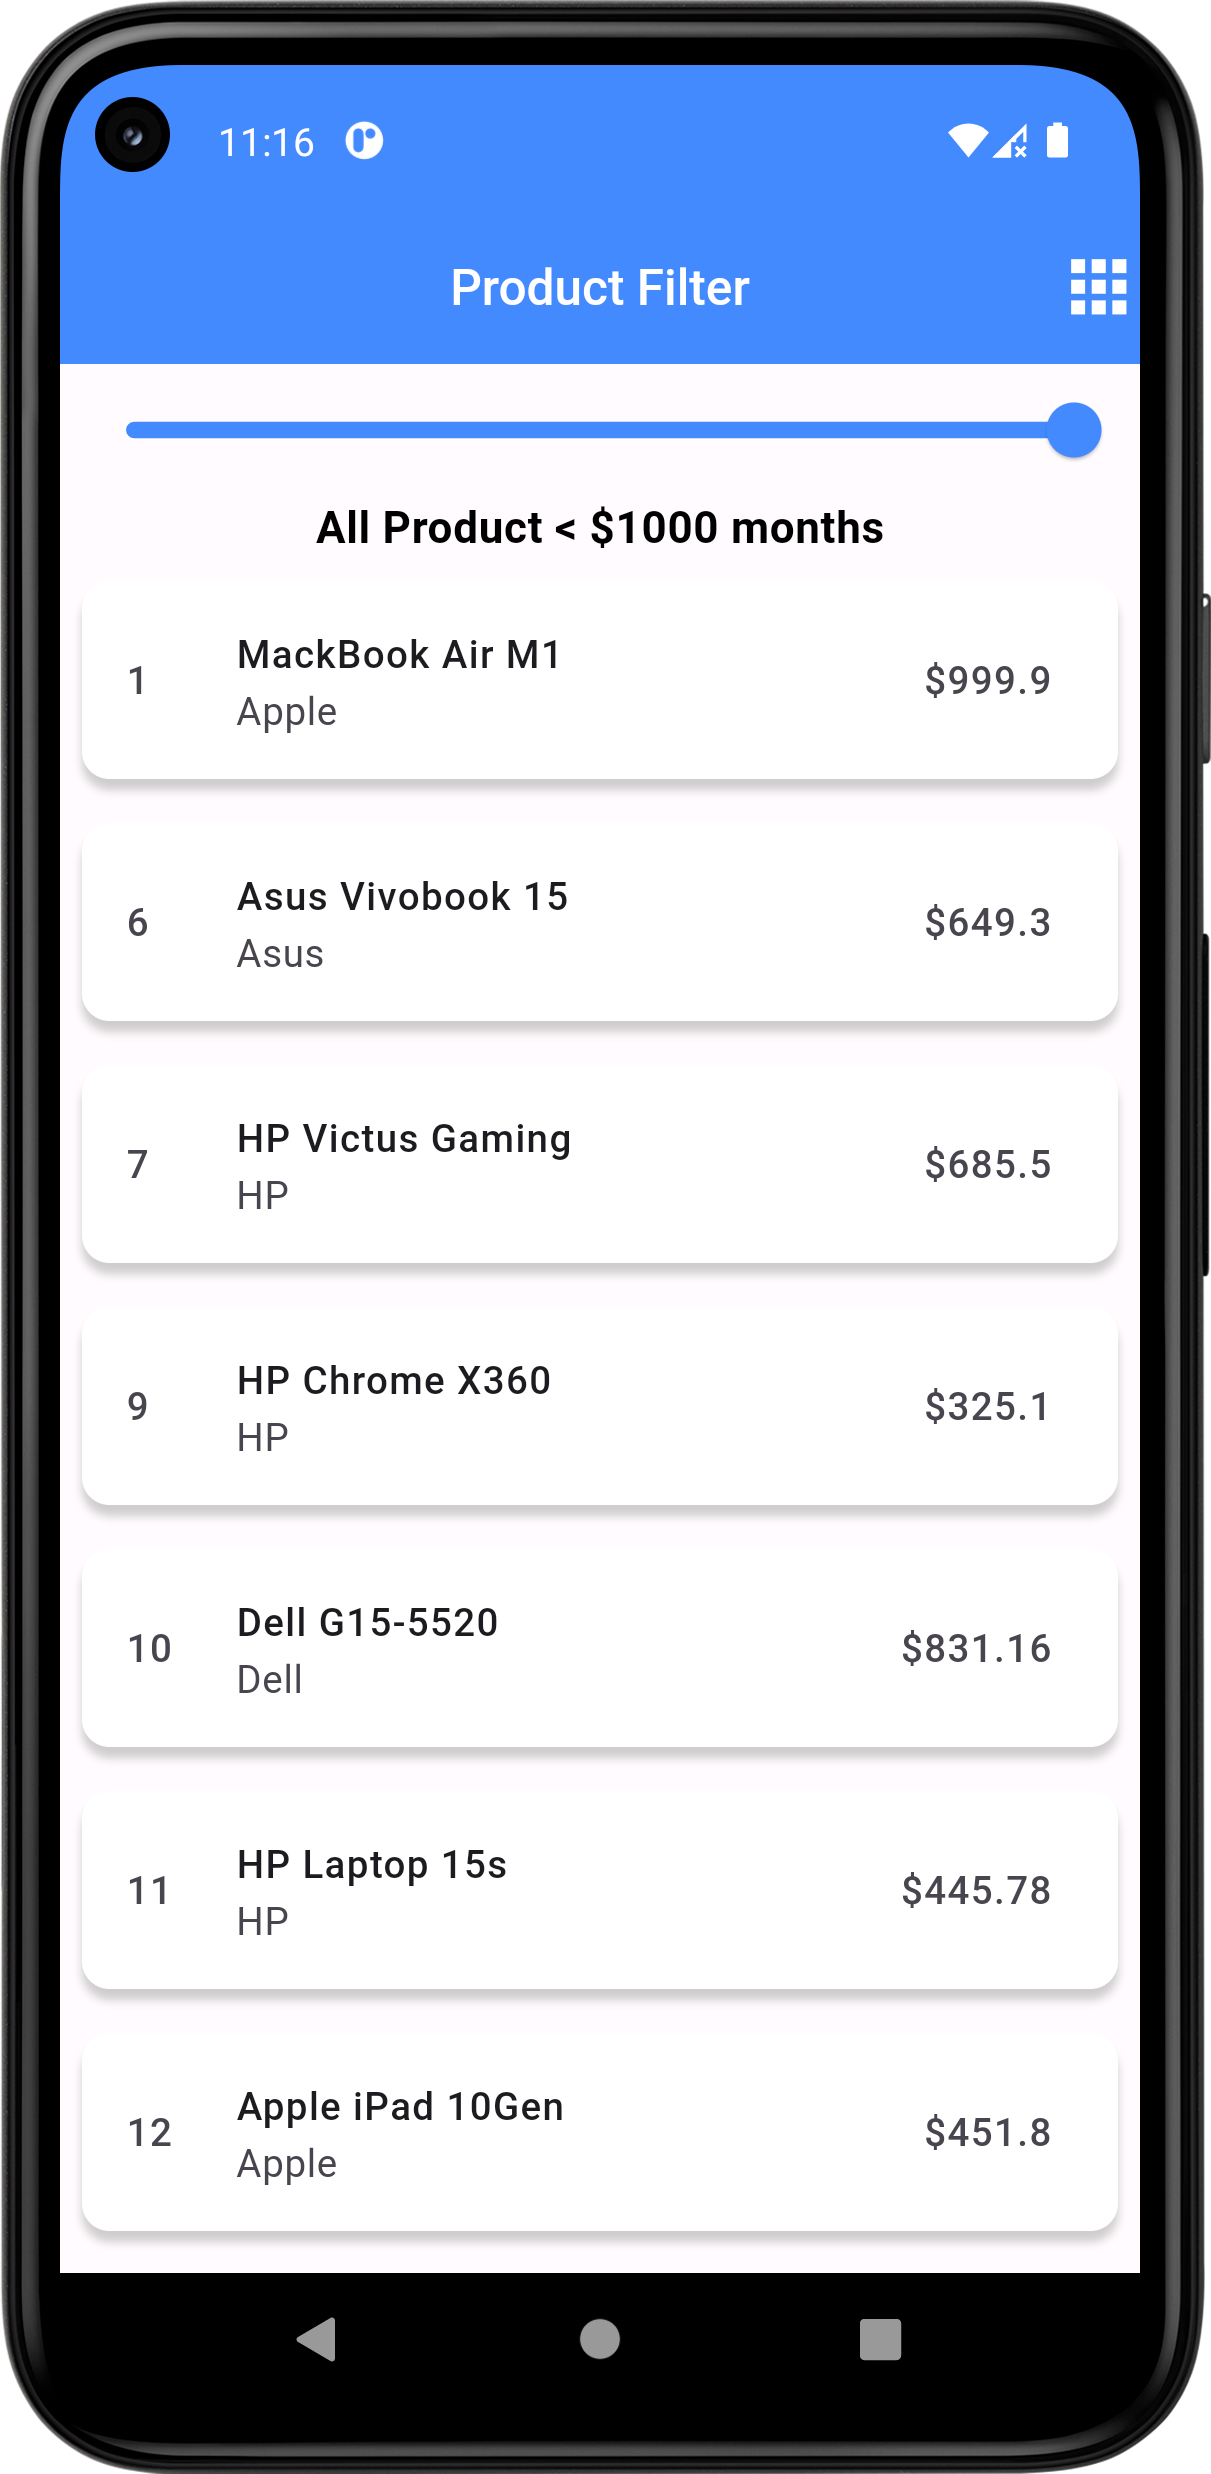 11:16
Product Filter
All Product < $1000 months
1
MackBook Air M1
Apple
$999.9
6
Asus Vivobook 15
Asus
$649.3
7
HP Victus Gaming
HP
$685.5
9
HP Chrome X360
HP
$325.1
10
Dell G15-5520
Dell
$831.16
11
HP Laptop 15s
HP
$445.78
12
Apple iPad 10Gen
Apple
$451.8